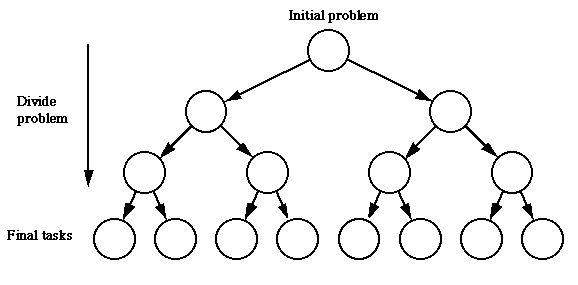 Initial problem
Divide
problem
Final tasks